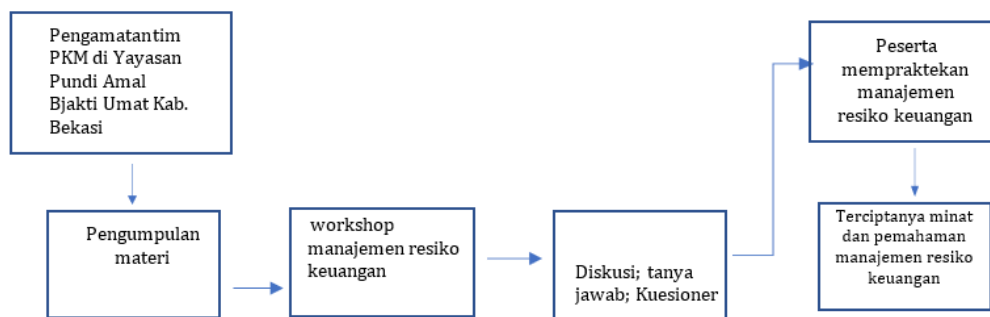 Pengamatantim
PKM di Yayasan
Pundi Amal
Bjakti Umat Kab.
Bekasi
Pengumpulan
materi
workshop
manajemen resiko
keuangan
Diskusi; tanya
jawab; Kuesioner
Peserta
mempraktekan
manajemen
resiko keuangan
Terciptanya minat
dan pemahaman
manajemen resiko
keuangan